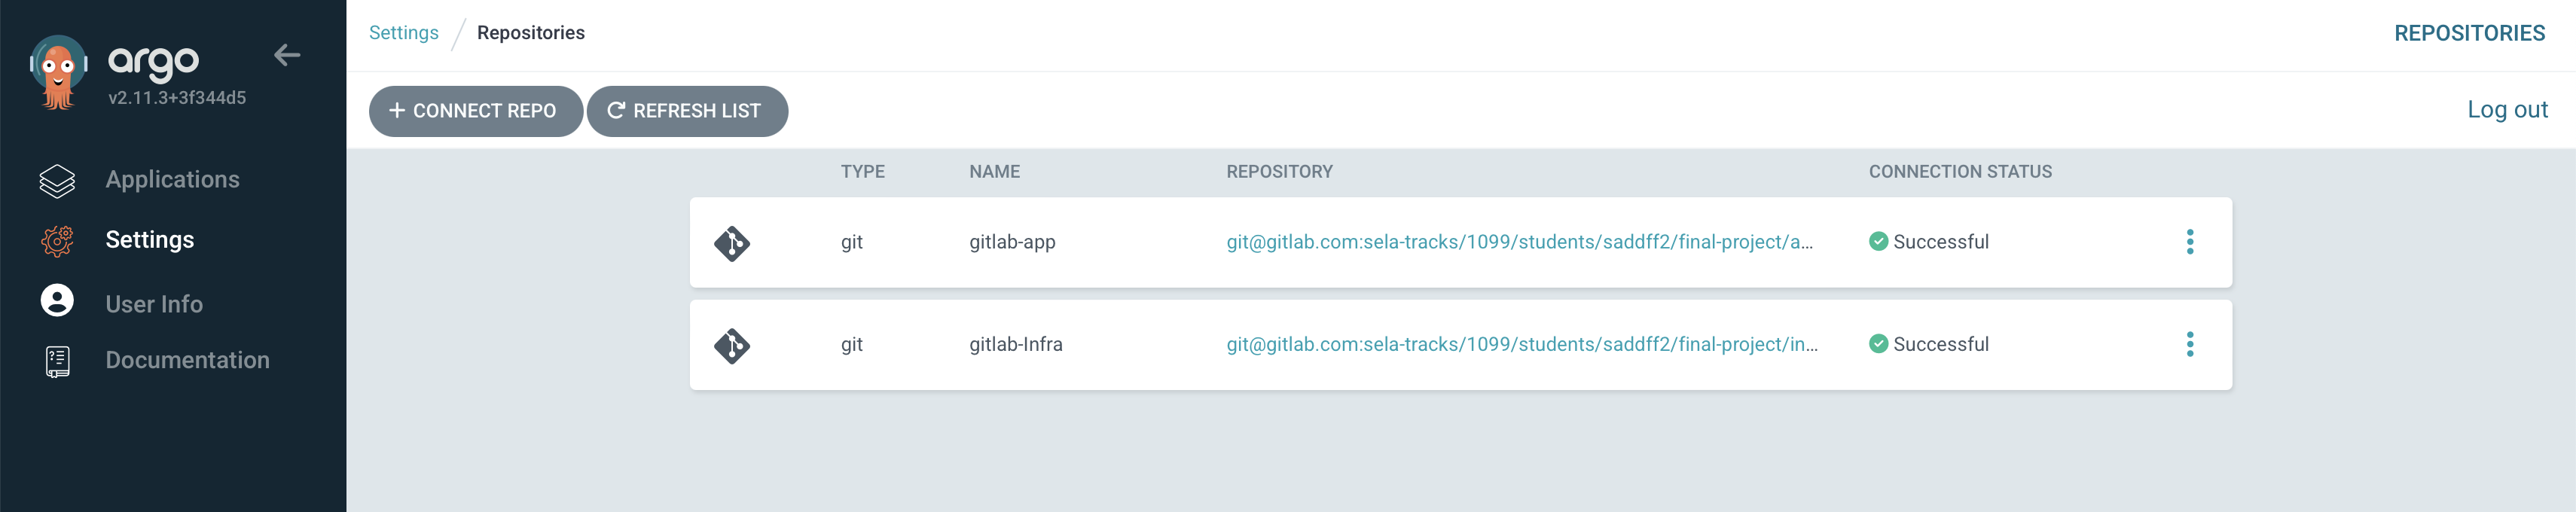 argo
v2.11.3+3f344d5
Applications
Settings
User Info
Documentation
Settings / Repositories
REPOSITORIES
+ CONNECT REPO
REFRESH LIST
Log out
TYPE NAME REPOSITORY CONNECTION STATUS
git gitlab-app git@gitlab.com:sela-tracks/1099/students/saddff2/final-project/a... Successful
git gitlab-Infra git@gitlab.com:sela-tracks/1099/students/saddff2/final-project/in... Successful